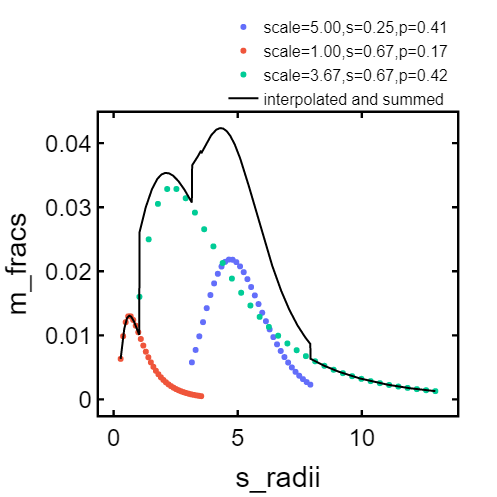 scale=5.00,s=0.25,p=0.41
scale=1.00,s=0.67,p=0.17
scale=3.67,s=0.67,p=0.42
interpolated and summed
0.04
0.03
0.02
0.01
0
m_fracs
0 5 10
s_radii